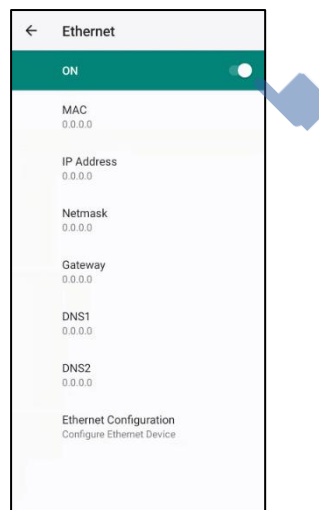 Ethernet
ON
MAC
0.0.0.0
IP Address
0.0.0.0
Netmask
0.0.0.0
Gateway
0.0.0.0
DNS1
0.0.0.0
DNS2
0.0.0.0
Ethernet Configuration
Configure Ethernet Device